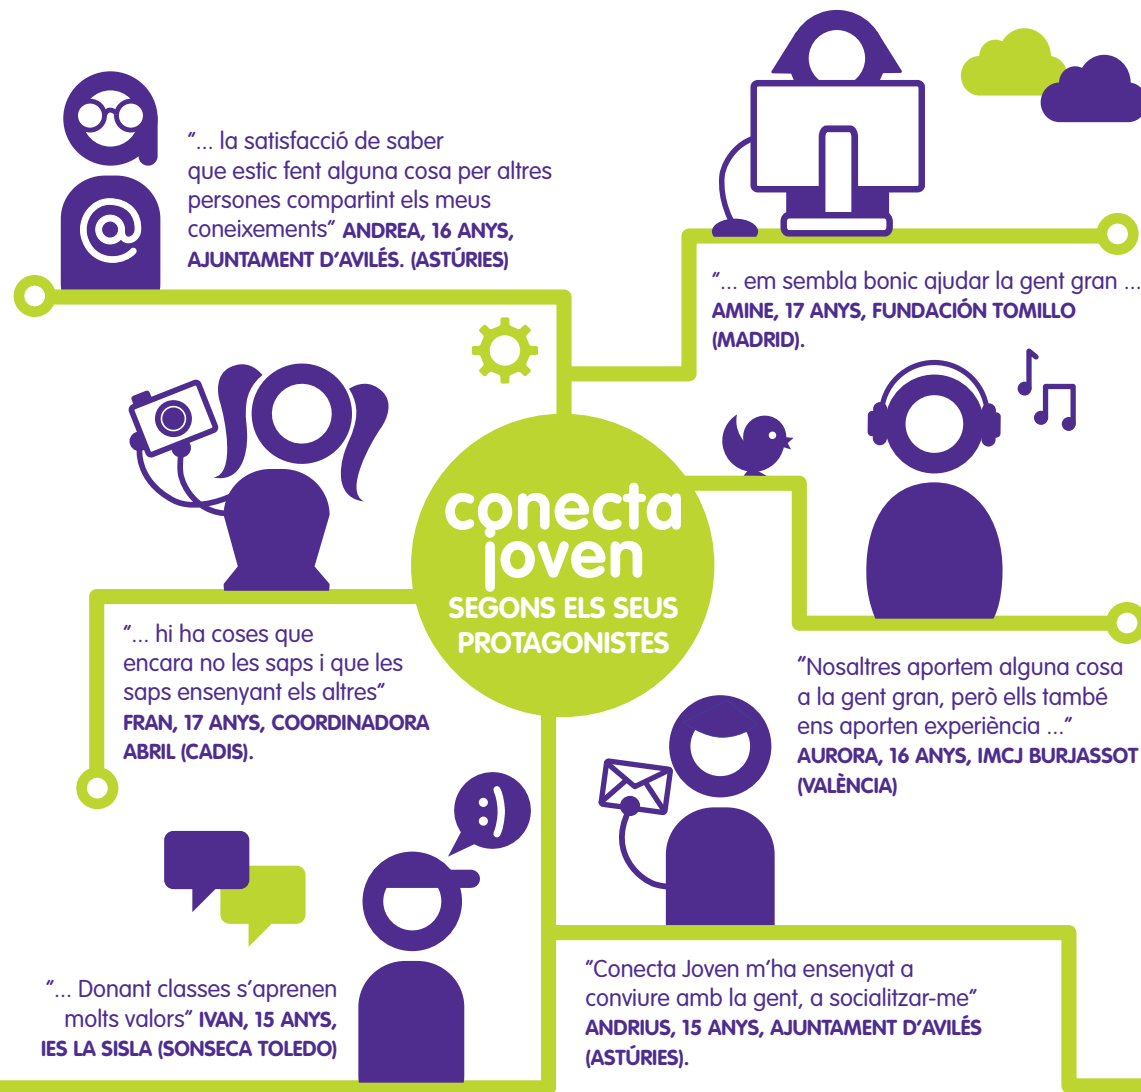 "... la satisfacció de saber
que estic fent alguna cosa per altres
persones compartint els meus
coneixements" ANDREA, 16 ANYS,
AJUNTAMENT D'AVILÉS. (ASTÚRIES)
@
"... em sembla bonic ajudar la gent gran ...
AMINE, 17 ANYS, FUNDACIÓN TOMILLO
(MADRID).
conecta
joven
SEGONS ELS SEUS
PROTAGONISTES
"... hi ha coses que
encara no les saps i que les
saps ensenyant els altres"
FRAN, 17 ANYS, COORDINADORA
ABRIL (CADIS).
"Nosaltres aportem alguna cosa
a la gent gran, però ells també
ens aporten experiència ..."
AURORA, 16 ANYS, IMCJ BURJASSOT
(VALÈNCIA)
:)
"... Donant classes s'aprenen
molts valors" IVAN, 15 ANYS,
IES LA SISLA (SONSECA TOLEDO)
"Conecta Joven m'ha ensenyat a
conviure amb la gent, a socialitzar-me"
ANDRIUS, 15 ANYS, AJUNTAMENT D'AVILÉS
(ASTÚRIES).